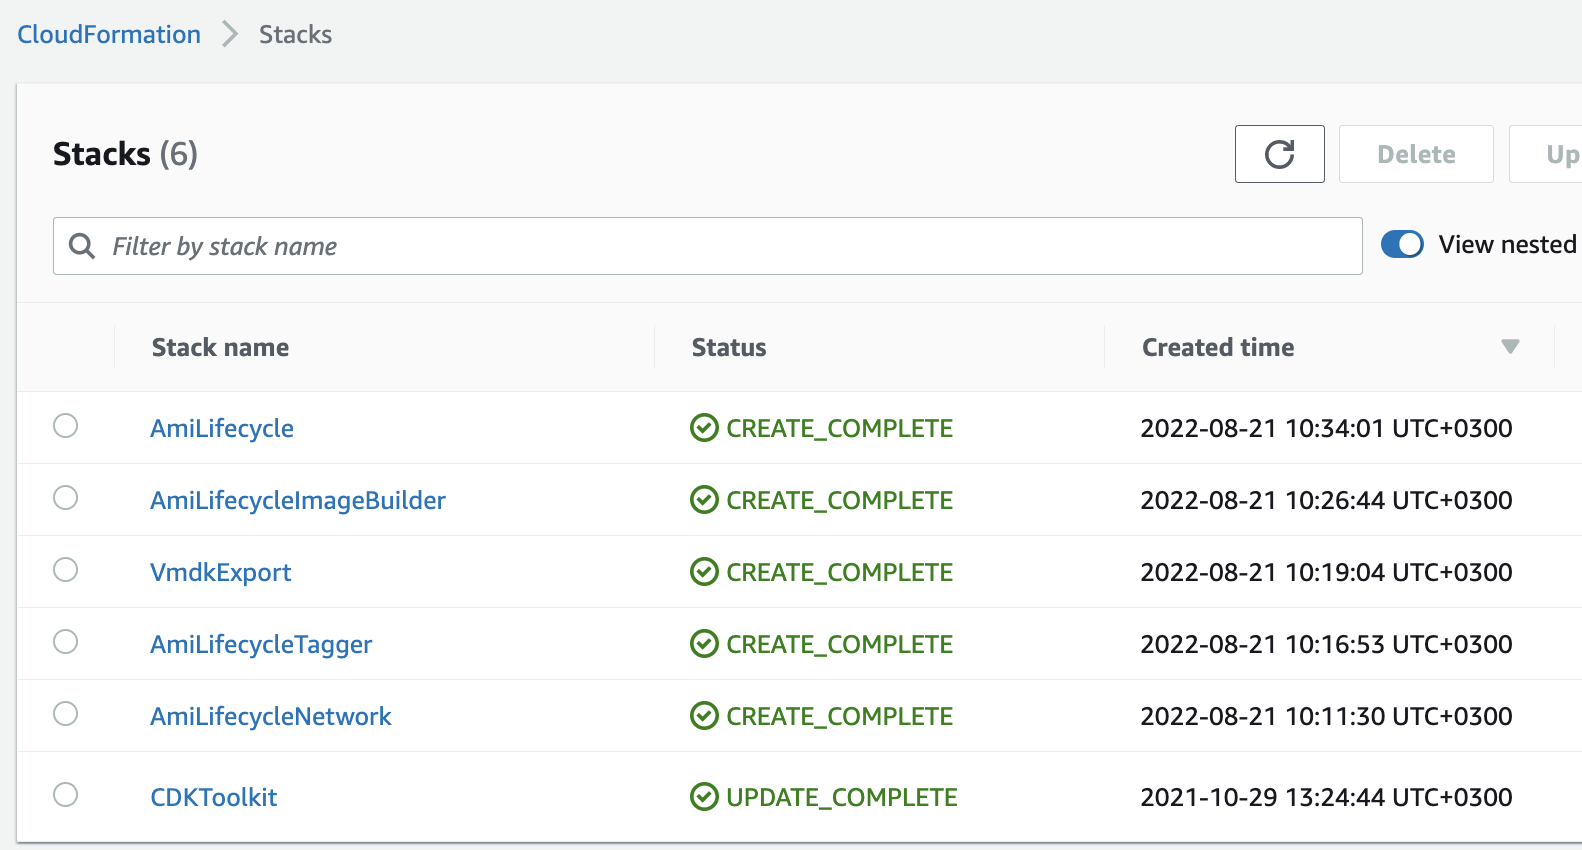 CloudFormation Stacks
Stacks (6)
Delete
Up
Filter by stack name
View nested
Stack name Status Created time
AmiLifecycle CREATE_COMPLETE 2022-08-21 10:34:01 UTC+0300
AmiLifecycleImageBuilder CREATE_COMPLETE 2022-08-21 10:26:44 UTC+0300
VmdkExport CREATE_COMPLETE 2022-08-21 10:19:04 UTC+0300
AmiLifecycleTagger CREATE_COMPLETE 2022-08-21 10:16:53 UTC+0300
AmiLifecycleNetwork CREATE_COMPLETE 2022-08-21 10:11:30 UTC+0300
CDKToolkit UPDATE_COMPLETE 2021-10-29 13:24:44 UTC+0300